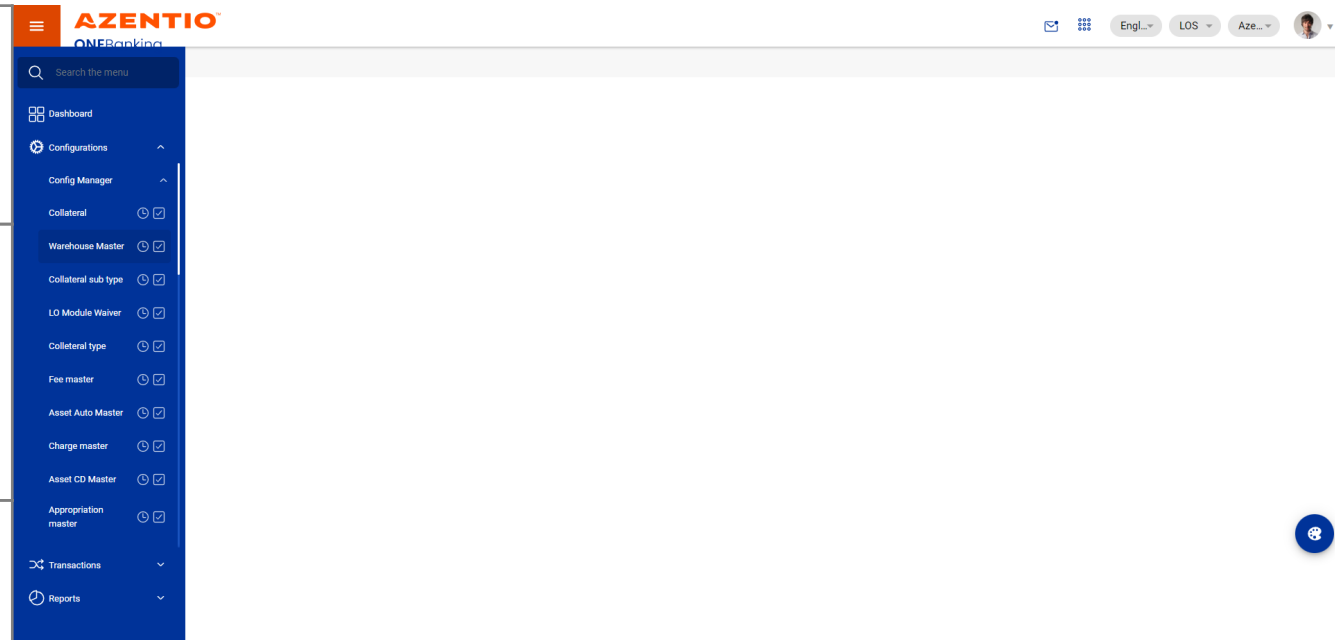 AZENTIO
ONEBanking
Engl...
LOS
Aze...
Search the menu
Dashboard
Configurations
Config Manager
Collateral
Warehouse Master
Collateral sub type
LO Module Waiver
Colleteral type
Fee master
Asset Auto Master
Charge master
Asset CD Master
Appropriation
master
Transactions
Reports